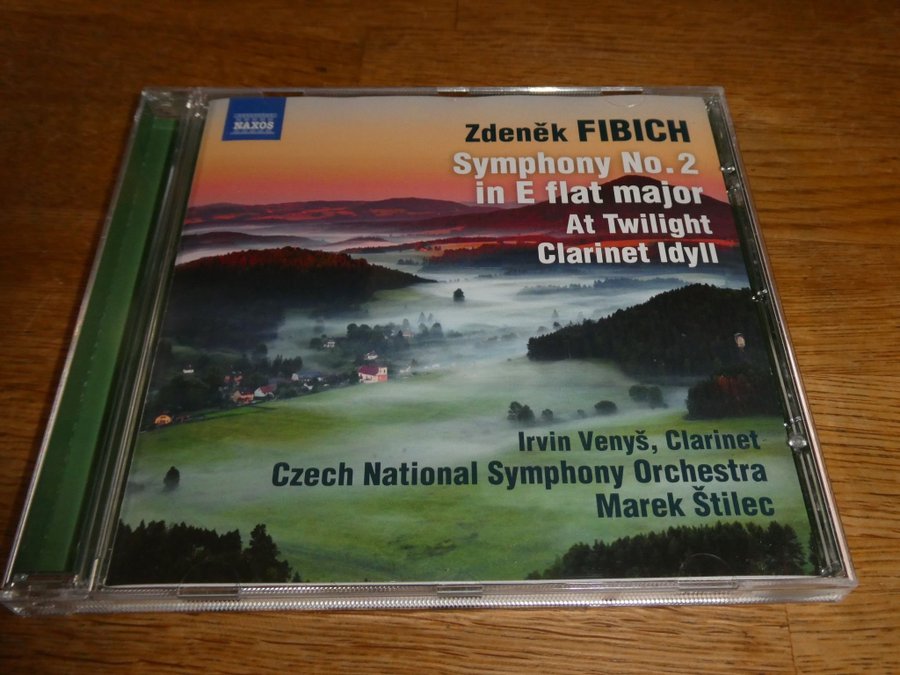 NAXOS
Zdeněk FIBICH
Symphony No. 2
in E flat major
At Twilight
Clarinet Idyll
Irvin Venyš, Clarinet
Czech National Symphony Orchestra
Marek Štilec